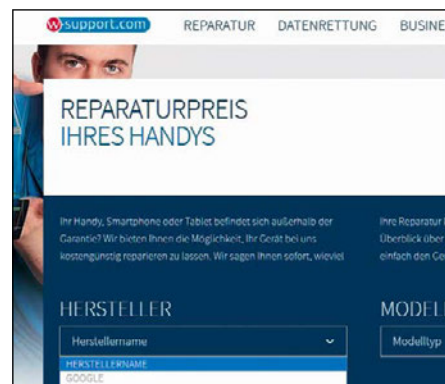 w-support.com REPARATUR DATENRETTUNG BUSINE
REPARATURPREIS
IHRES HANDYS
Ihr Handy, Smartphone oder Tablet befindet sich außerhalb der
Garantie? Wir bieten Ihnen die Möglichkeit, Ihr Gerät bei uns
kostengünstig reparieren zu lassen. Wir sagen Ihnen sofort, wieviel
Ihre Reparatur
Überblick über
einfach den Ge
HERSTELLER
Herstellername
HERSTELLERNAME
GOOGLE
MODELL
Modelltyp